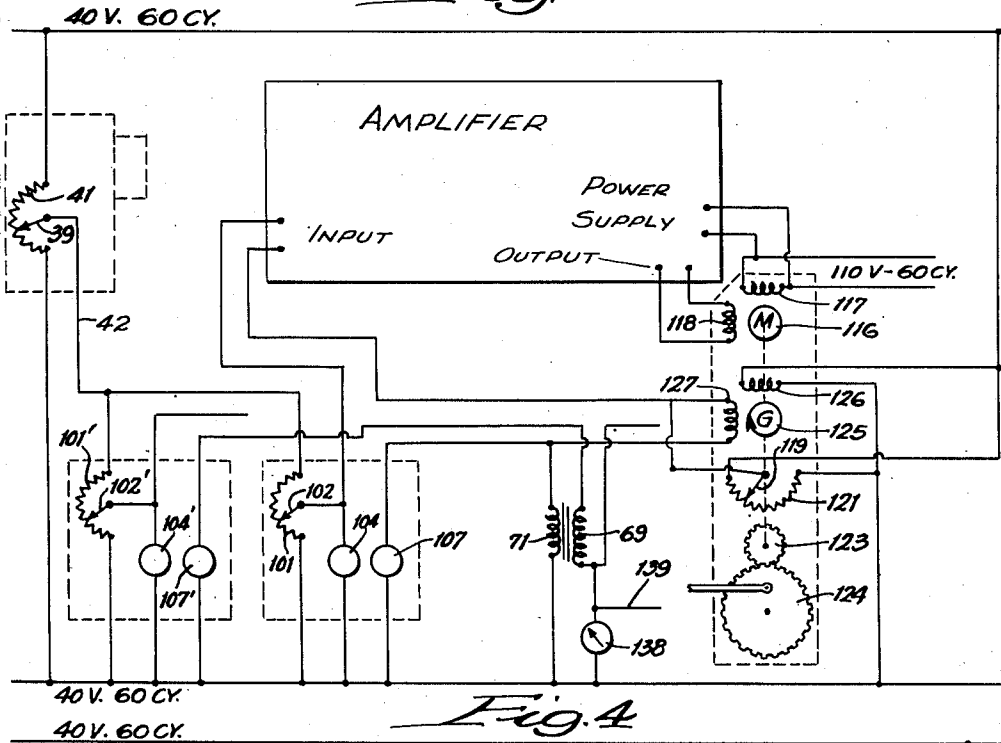 40 V. 60 CY.
AMPLIFIER
POWER
SUPPLY
INPUT
OUTPUT
110 V-60 CY.
41
39
42
117
118
M
116
127
126
G
125
119
121
101'
102'
104'
107'
102
101
104
107
71
69
139
138
123
124
40 V. 60 CY.
Fig. 4
40 V. 60 CY.